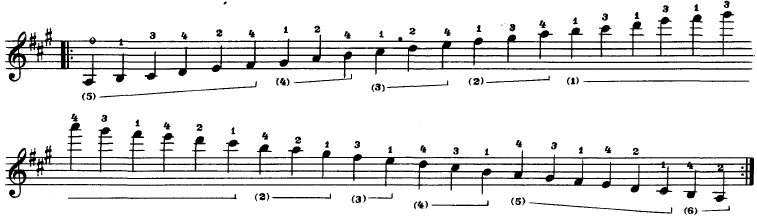 0 1 3 4 2 4 1 2 4 1 2 4 1 3 4 1 3 1 3 1 3
(5) (4) (3) (2) (1)
4 3 1 4 2 1 4 2 1 3 1 4 3 1 4 3 1 4 2 1 4 2
(2) (3) (4) (5) (6)